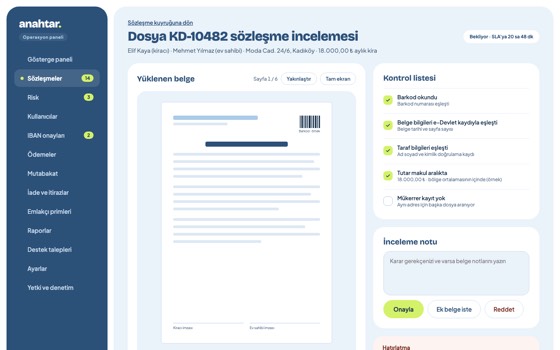 anahtar.
Operasyon paneli
Gösterge paneli
Sözleşmeler 14
Risk 3
Kullanıcılar
IBAN onayları 2
Ödemeler
Mutabakat
İade ve itirazlar
Emlakçı primleri
Raporlar
Destek talepleri
Ayarlar
Yetki ve denetim
Sözleşme kuyruğuna dön
Dosya KD-10482 sözleşme incelemesi
Elif Kaya (kiracı) · Mehmet Yılmaz (ev sahibi) · Moda Cad. 24/6, Kadıköy · 18.000,00 ₺ aylık kira
Bekliyor · SLA'ya 20 sa 48 dk
Yüklenen belge
Sayfa 1 / 6
Yakınlaştır
Tam ekran
Kiracı imzası
Ev sahibi imzası
Kontrol listesi
Barkod okundu
Barkod numarası eşleşti
Belge bilgileri e-Devlet kaydıyla eşleşti
Belge tarihi ve sayfa sayısı
Taraf bilgileri eşleşti
Ad soyad ve kimlik doğrulama kaydı
Tutar makul aralıkta
18.000,00 ₺ · bölge ortalamasının içinde (örnek)
Mükerrer kayıt yok
Aynı adres için başka dosya aranıyor
İnceleme notu
Karar gerekçenizi ve varsa belge notlarını yazın
Onayla
Ek belge iste
Reddet
Hatırlatma